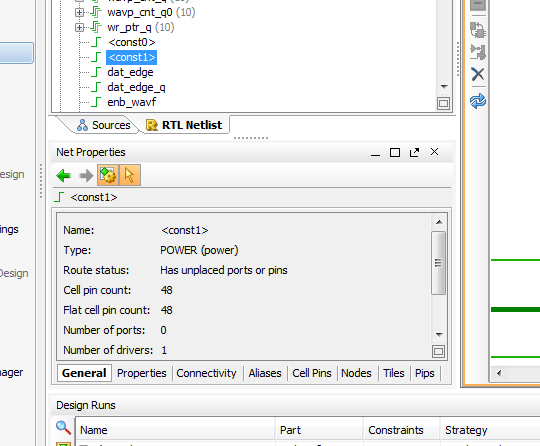 wavp_cnt_q0 (10)
wr_ptr_q (10)
<const0>
<const1>
dat_edge
dat_edge_q
enb_wavf
Sources
RTL Netlist
Net Properties
esign
<const1>
ings
Name: <const1>
Type: POWER (power)
Design
Route status: Has unplaced ports or pins
Cell pin count: 48
Flat cell pin count: 48
Number of ports: 0
Number of drivers: 1
nager
General Properties Connectivity Aliases Cell Pins Nodes Tiles Pips
Design Runs
Name Part Constraints Strategy